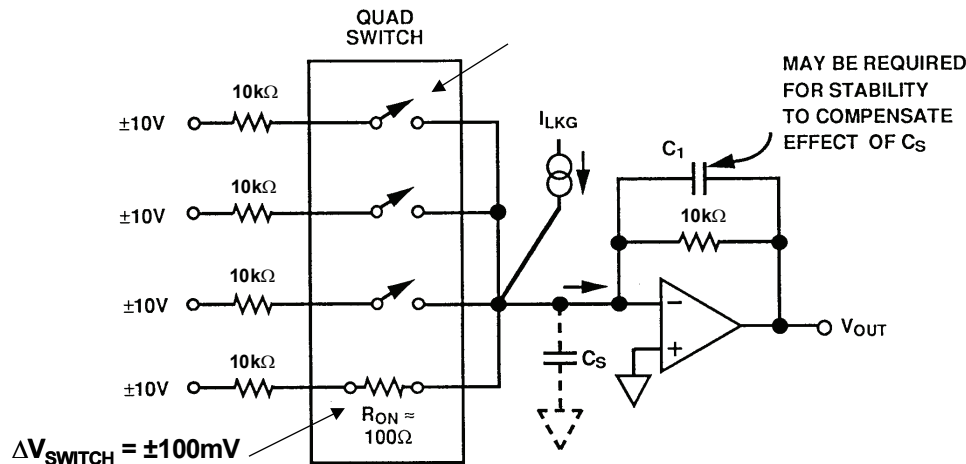 QUAD
SWITCH
MAY BE REQUIRED
FOR STABILITY
TO COMPENSATE
EFFECT OF CS
10kΩ
±10V
ILKG
C1
10kΩ
±10V
10kΩ
10kΩ
±10V
−
+
VOUT
CS
10kΩ
±10V
RON ≈
100Ω
ΔVSWITCH = ±100mV